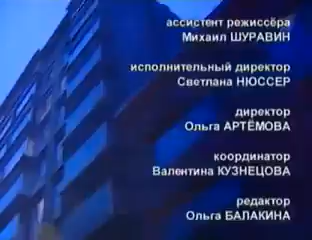 ассистент режиссёра
Михаил ШУРАВИН
исполнительный директор
Светлана НЮССЕР
директор
Ольга АРТЁМОВА
координатор
Валентина КУЗНЕЦОВА
редактор
Ольга БАЛАКИНА